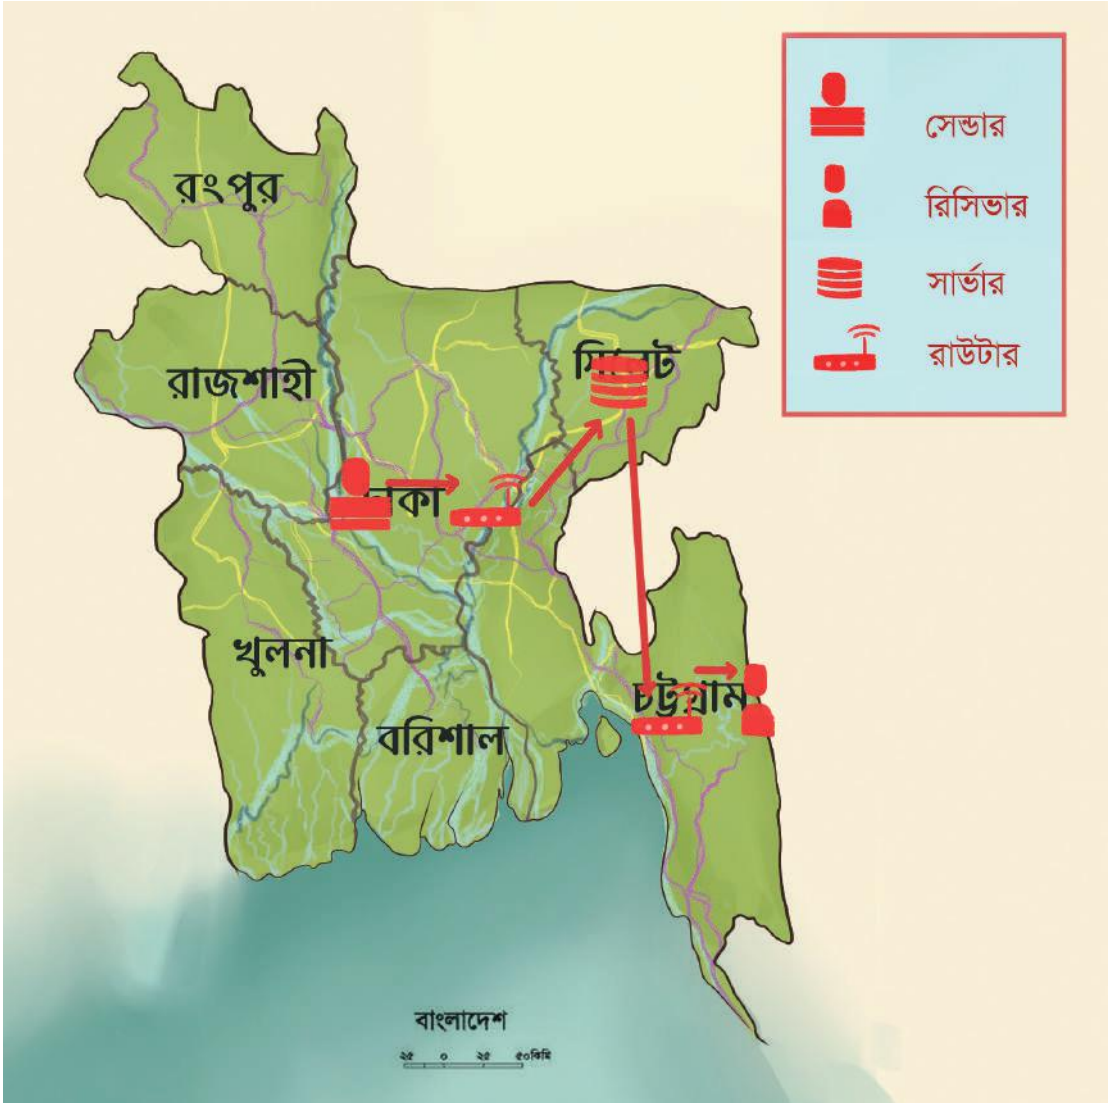 সেন্ডার
রিসিভার
সার্ভার
রাউটার
রংপুর
রাজশাহী
সিলেট
ঢাকা
খুলনা
বরিশাল
চট্টগ্রাম
বাংলাদেশ
২৫ ০ ২৫ ৫০কিমি